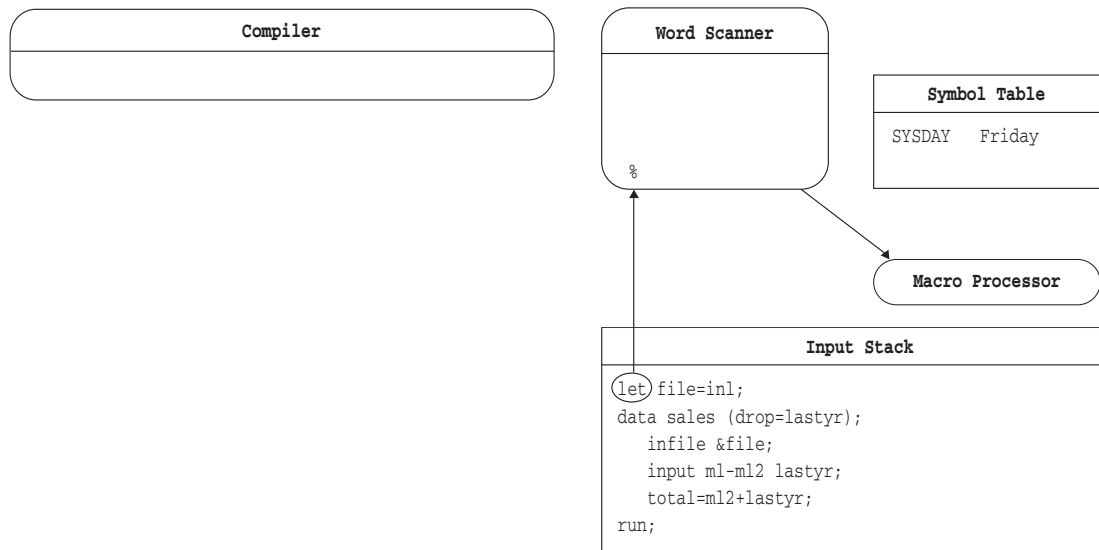 Compiler
Word Scanner
%
Symbol Table
SYSDAY Friday
Macro Processor
Input Stack
let file=inl;
data sales (drop=lastyr);
infile &file;
input ml-ml2 lastyr;
total=ml2+lastyr;
run;